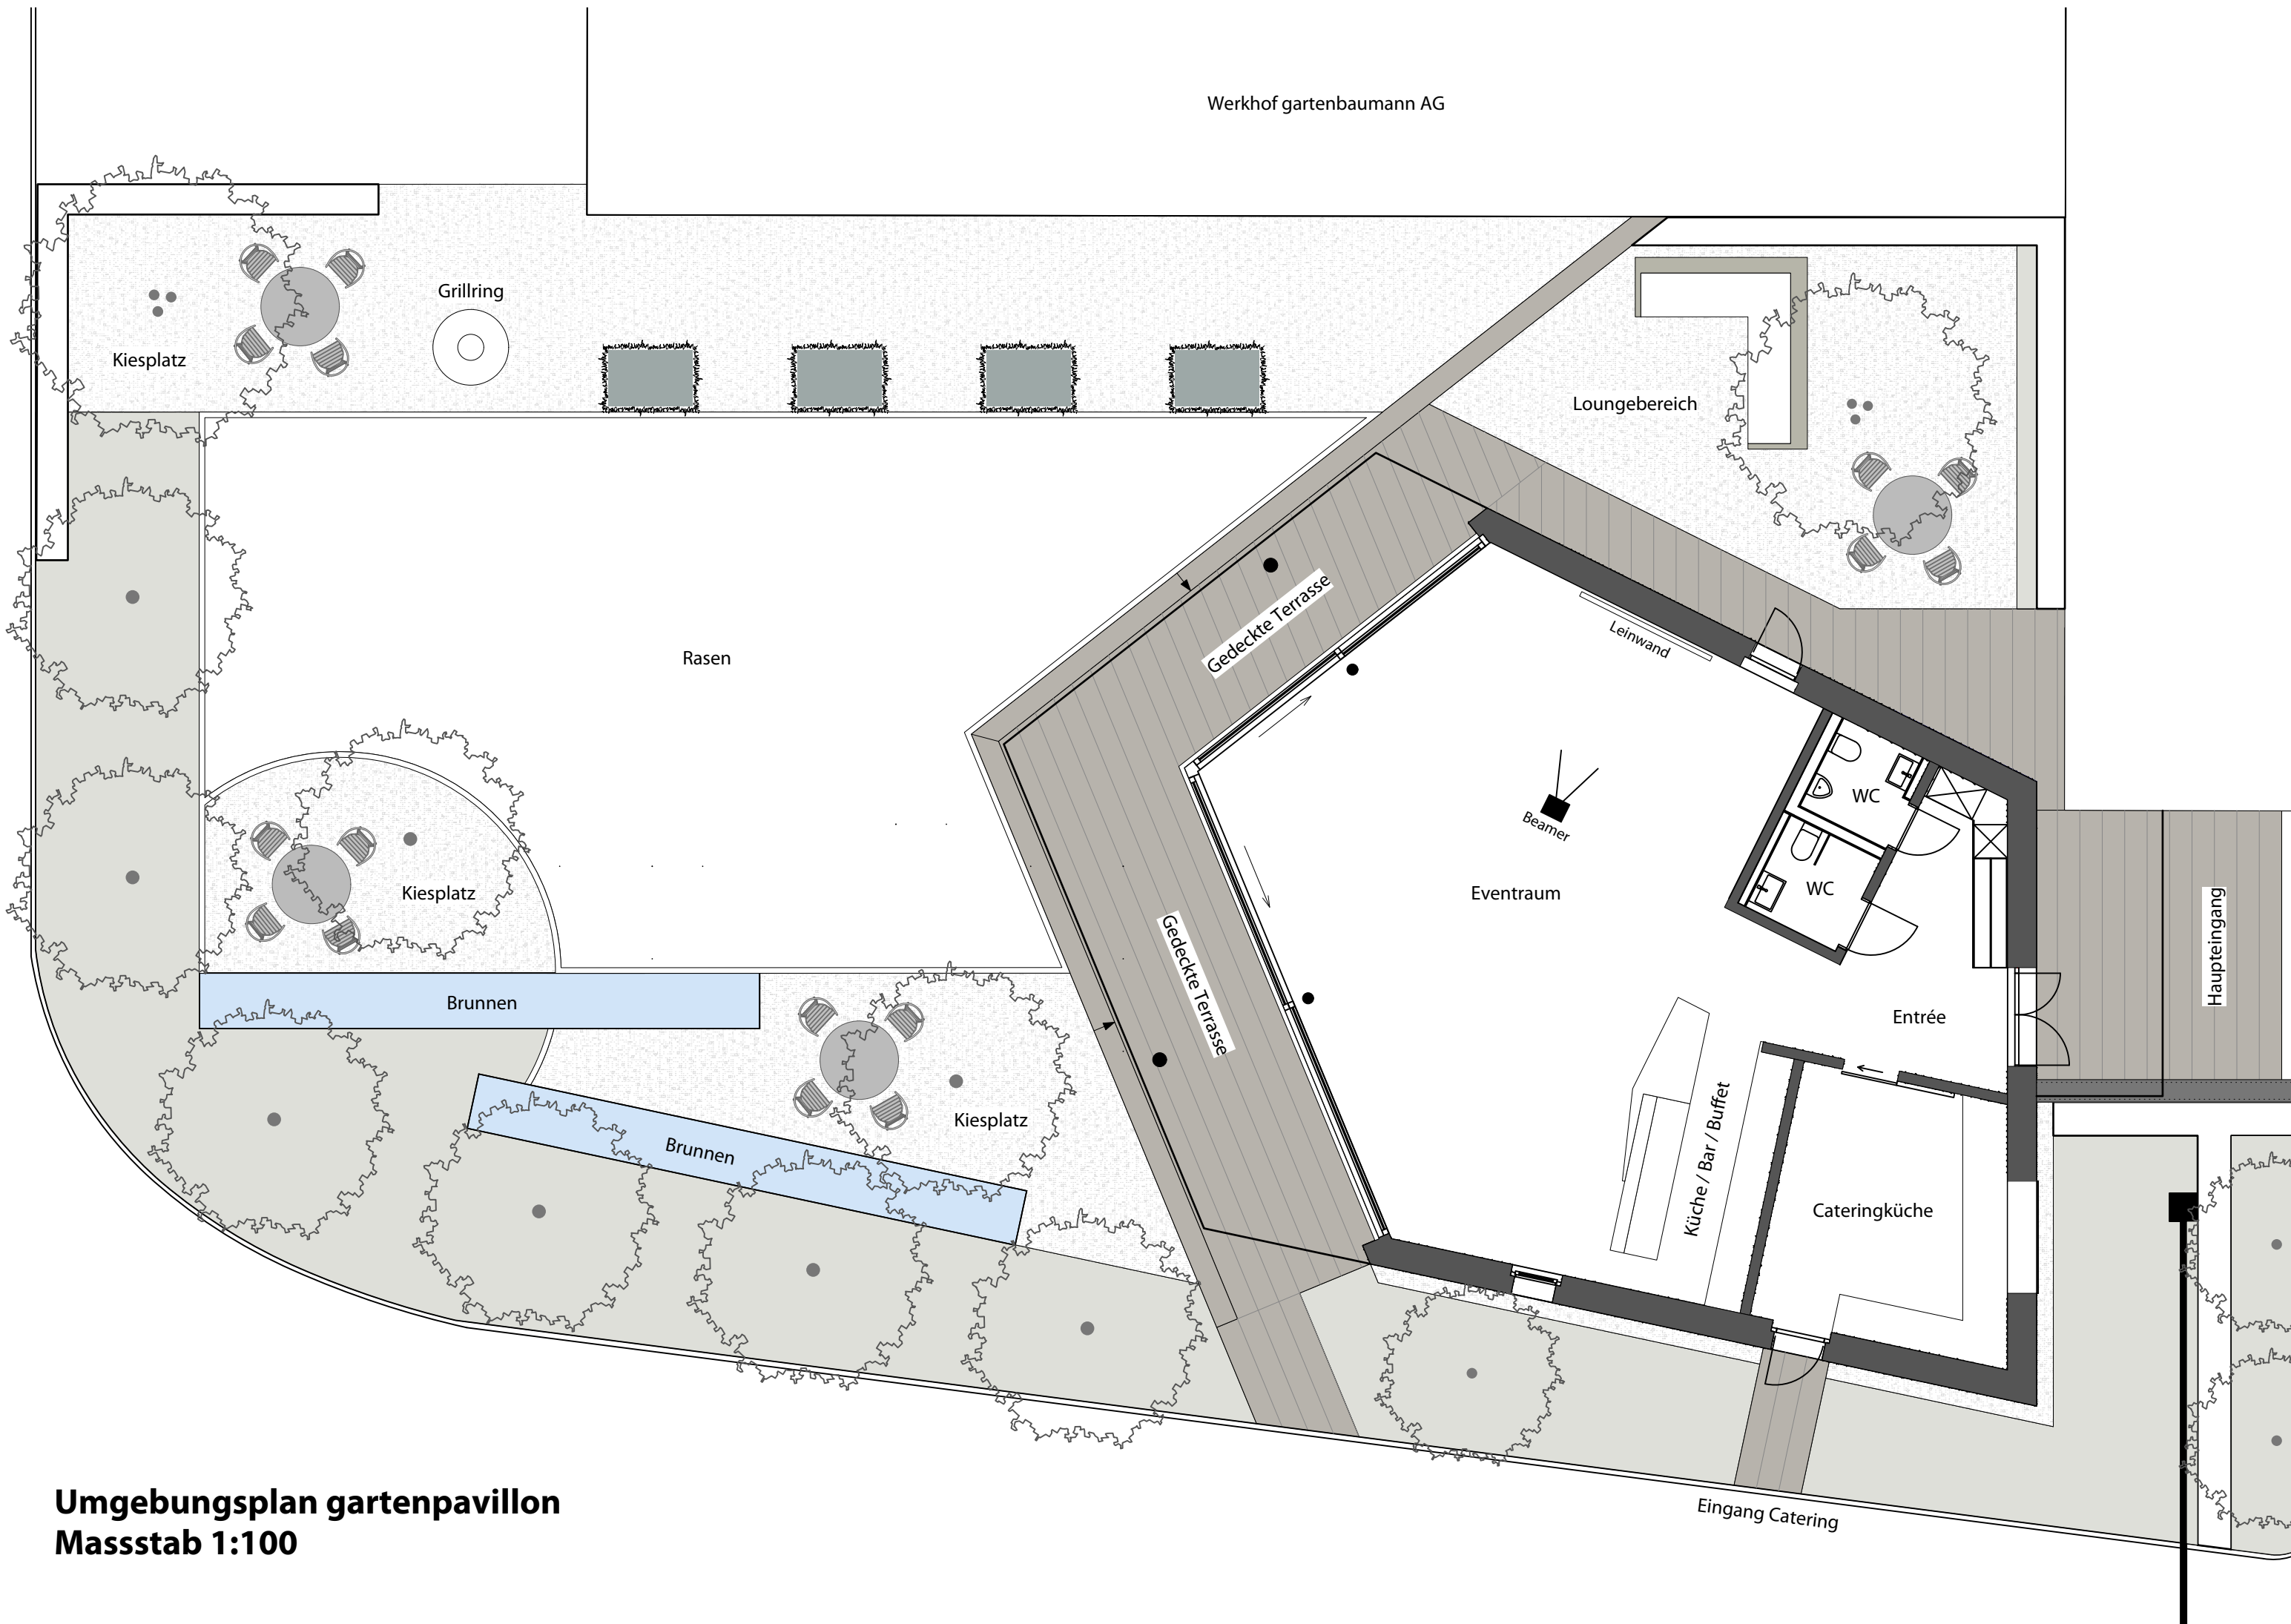 Werkhof gartenbaumann AG
Grillring
Kiesplatz
Loungebereich
Gedeckte Terrasse
Leinwand
Rasen
WC
Beamer
WC
Eventraum
Kiesplatz
Haupteingang
Gedeckte Terrasse
Brunnen
Entrée
Kiesplatz
Brunnen
Küche / Bar / Buffet
Cateringküche
Eingang Catering
Umgebungsplan gartenpavillon
Massstab 1:100